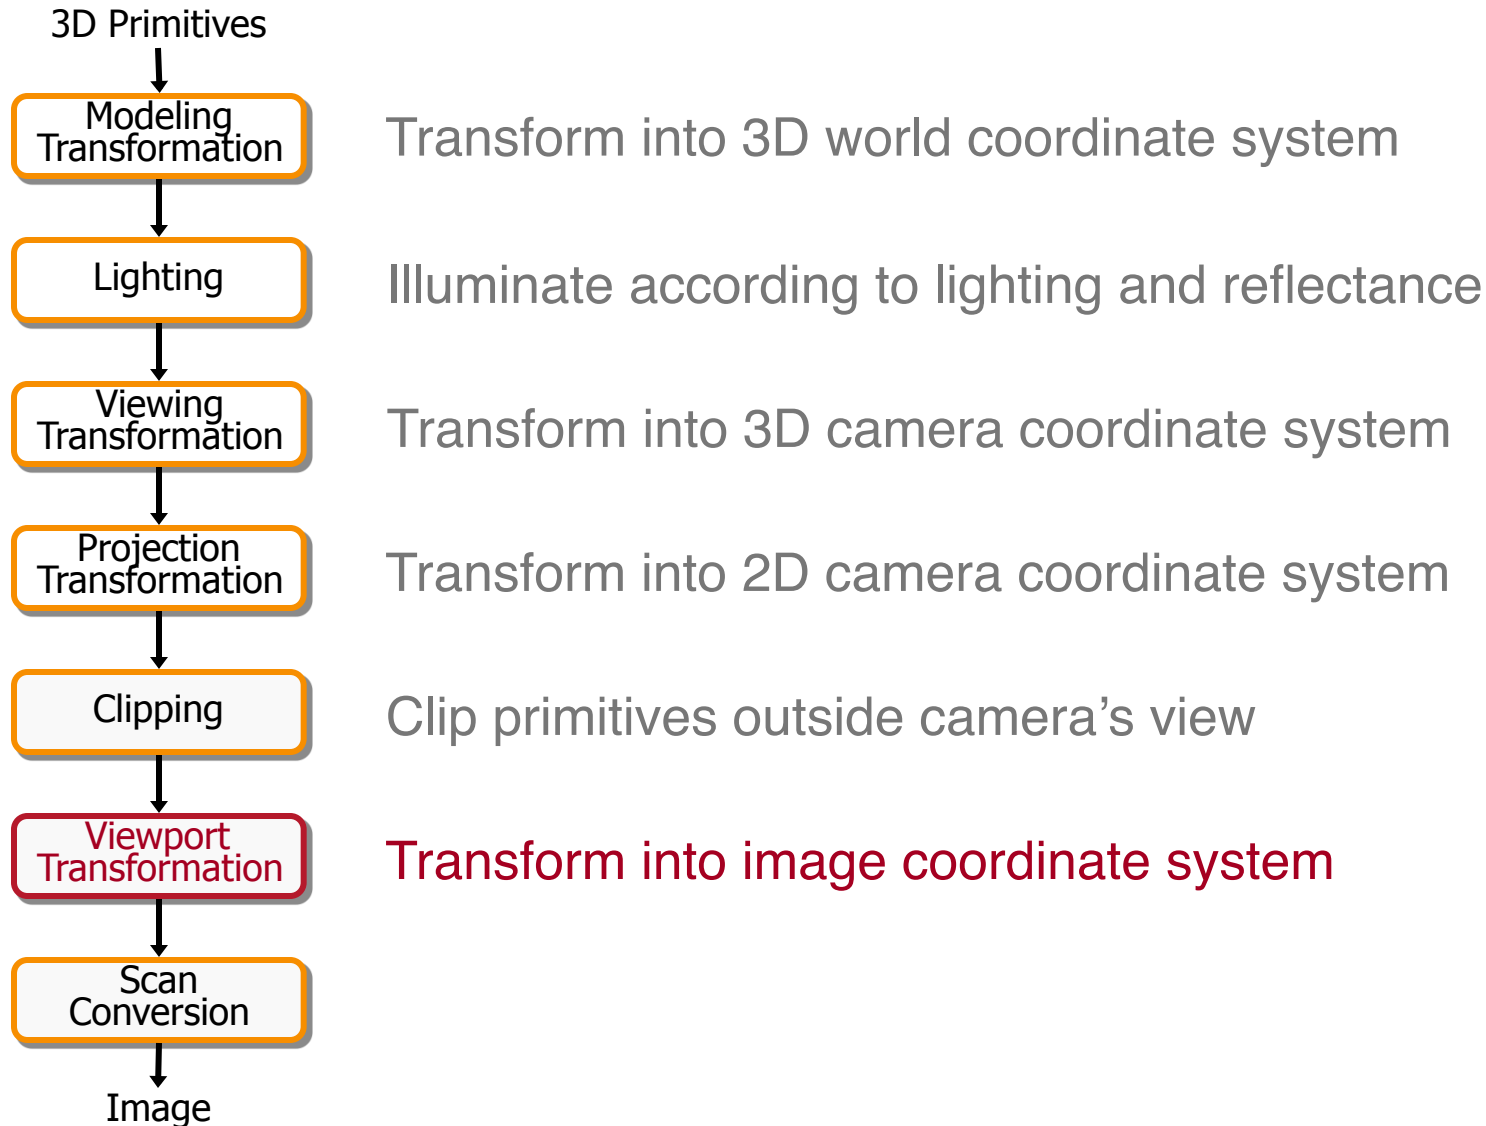 3D Primitives
Modeling
Transformation
Transform into 3D world coordinate system
Lighting
Illuminate according to lighting and reflectance
Viewing
Transformation
Transform into 3D camera coordinate system
Projection
Transformation
Transform into 2D camera coordinate system
Clipping
Clip primitives outside camera’s view
Viewport
Transformation
Transform into image coordinate system
Scan
Conversion
Image